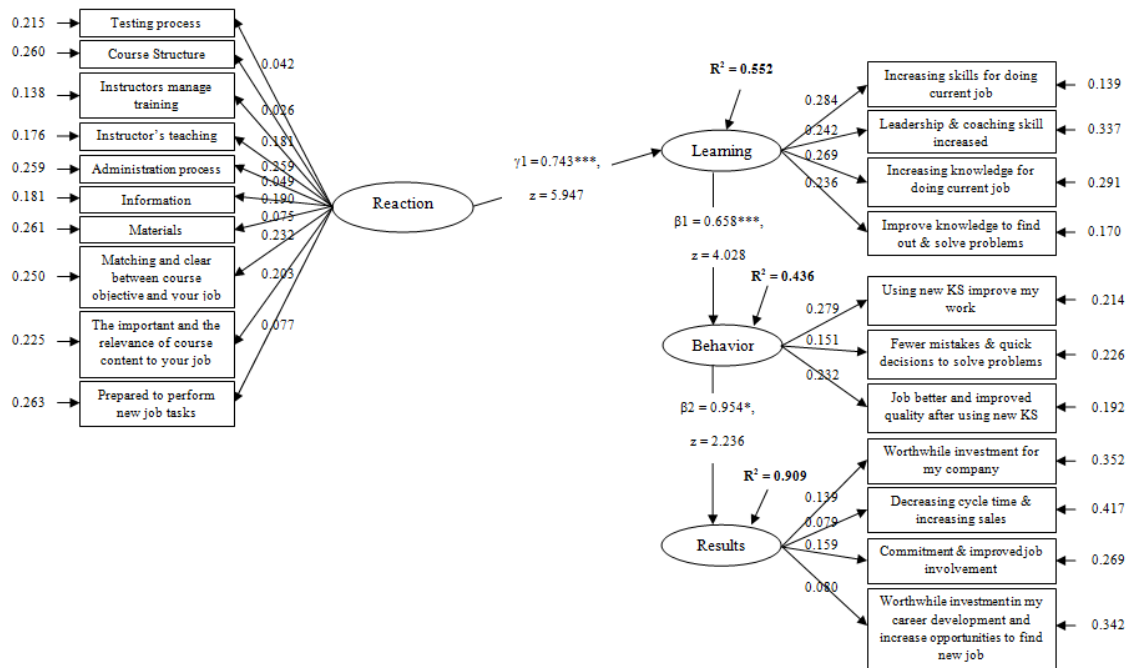 0.215
Testing process
0.260
Course Structure
0.138
Instructors manage
training
0.176
Instructor's teaching
0.259
Administration process
0.181
Information
0.261
Materials
0.250
Matching and clear
between course
objective and your job
0.225
The important and the
relevance of course
content to your job
0.263
Prepared to perform
new job tasks
0.042
0.026
0.181
0.259
0.049
0.190
0.075
0.232
0.203
0.077
Reaction
γ1 = 0.743***,
z = 5.947
R² = 0.552
Learning
0.284
0.242
0.269
0.236
Increasing skills for doing
current job
0.139
Leadership & coaching skill
increased
0.337
Increasing knowledge for
doing current job
0.291
Improve knowledge to find
out & solve problems
0.170
β1 = 0.658***,
z = 4.028
R² = 0.436
Behavior
0.279
0.151
0.232
Using new KS improve my
work
0.214
Fewer mistakes & quick
decisions to solve problems
0.226
Job better and improved
quality after using new KS
0.192
β2 = 0.954*,
z = 2.236
R² = 0.909
Results
0.139
0.079
0.159
0.080
Worthwhile investment for
my company
0.352
Decreasing cycle time &
increasing sales
0.417
Commitment & improved job
involvement
0.269
Worthwhile investment in my
career development and
increase opportunities to find
new job
0.342